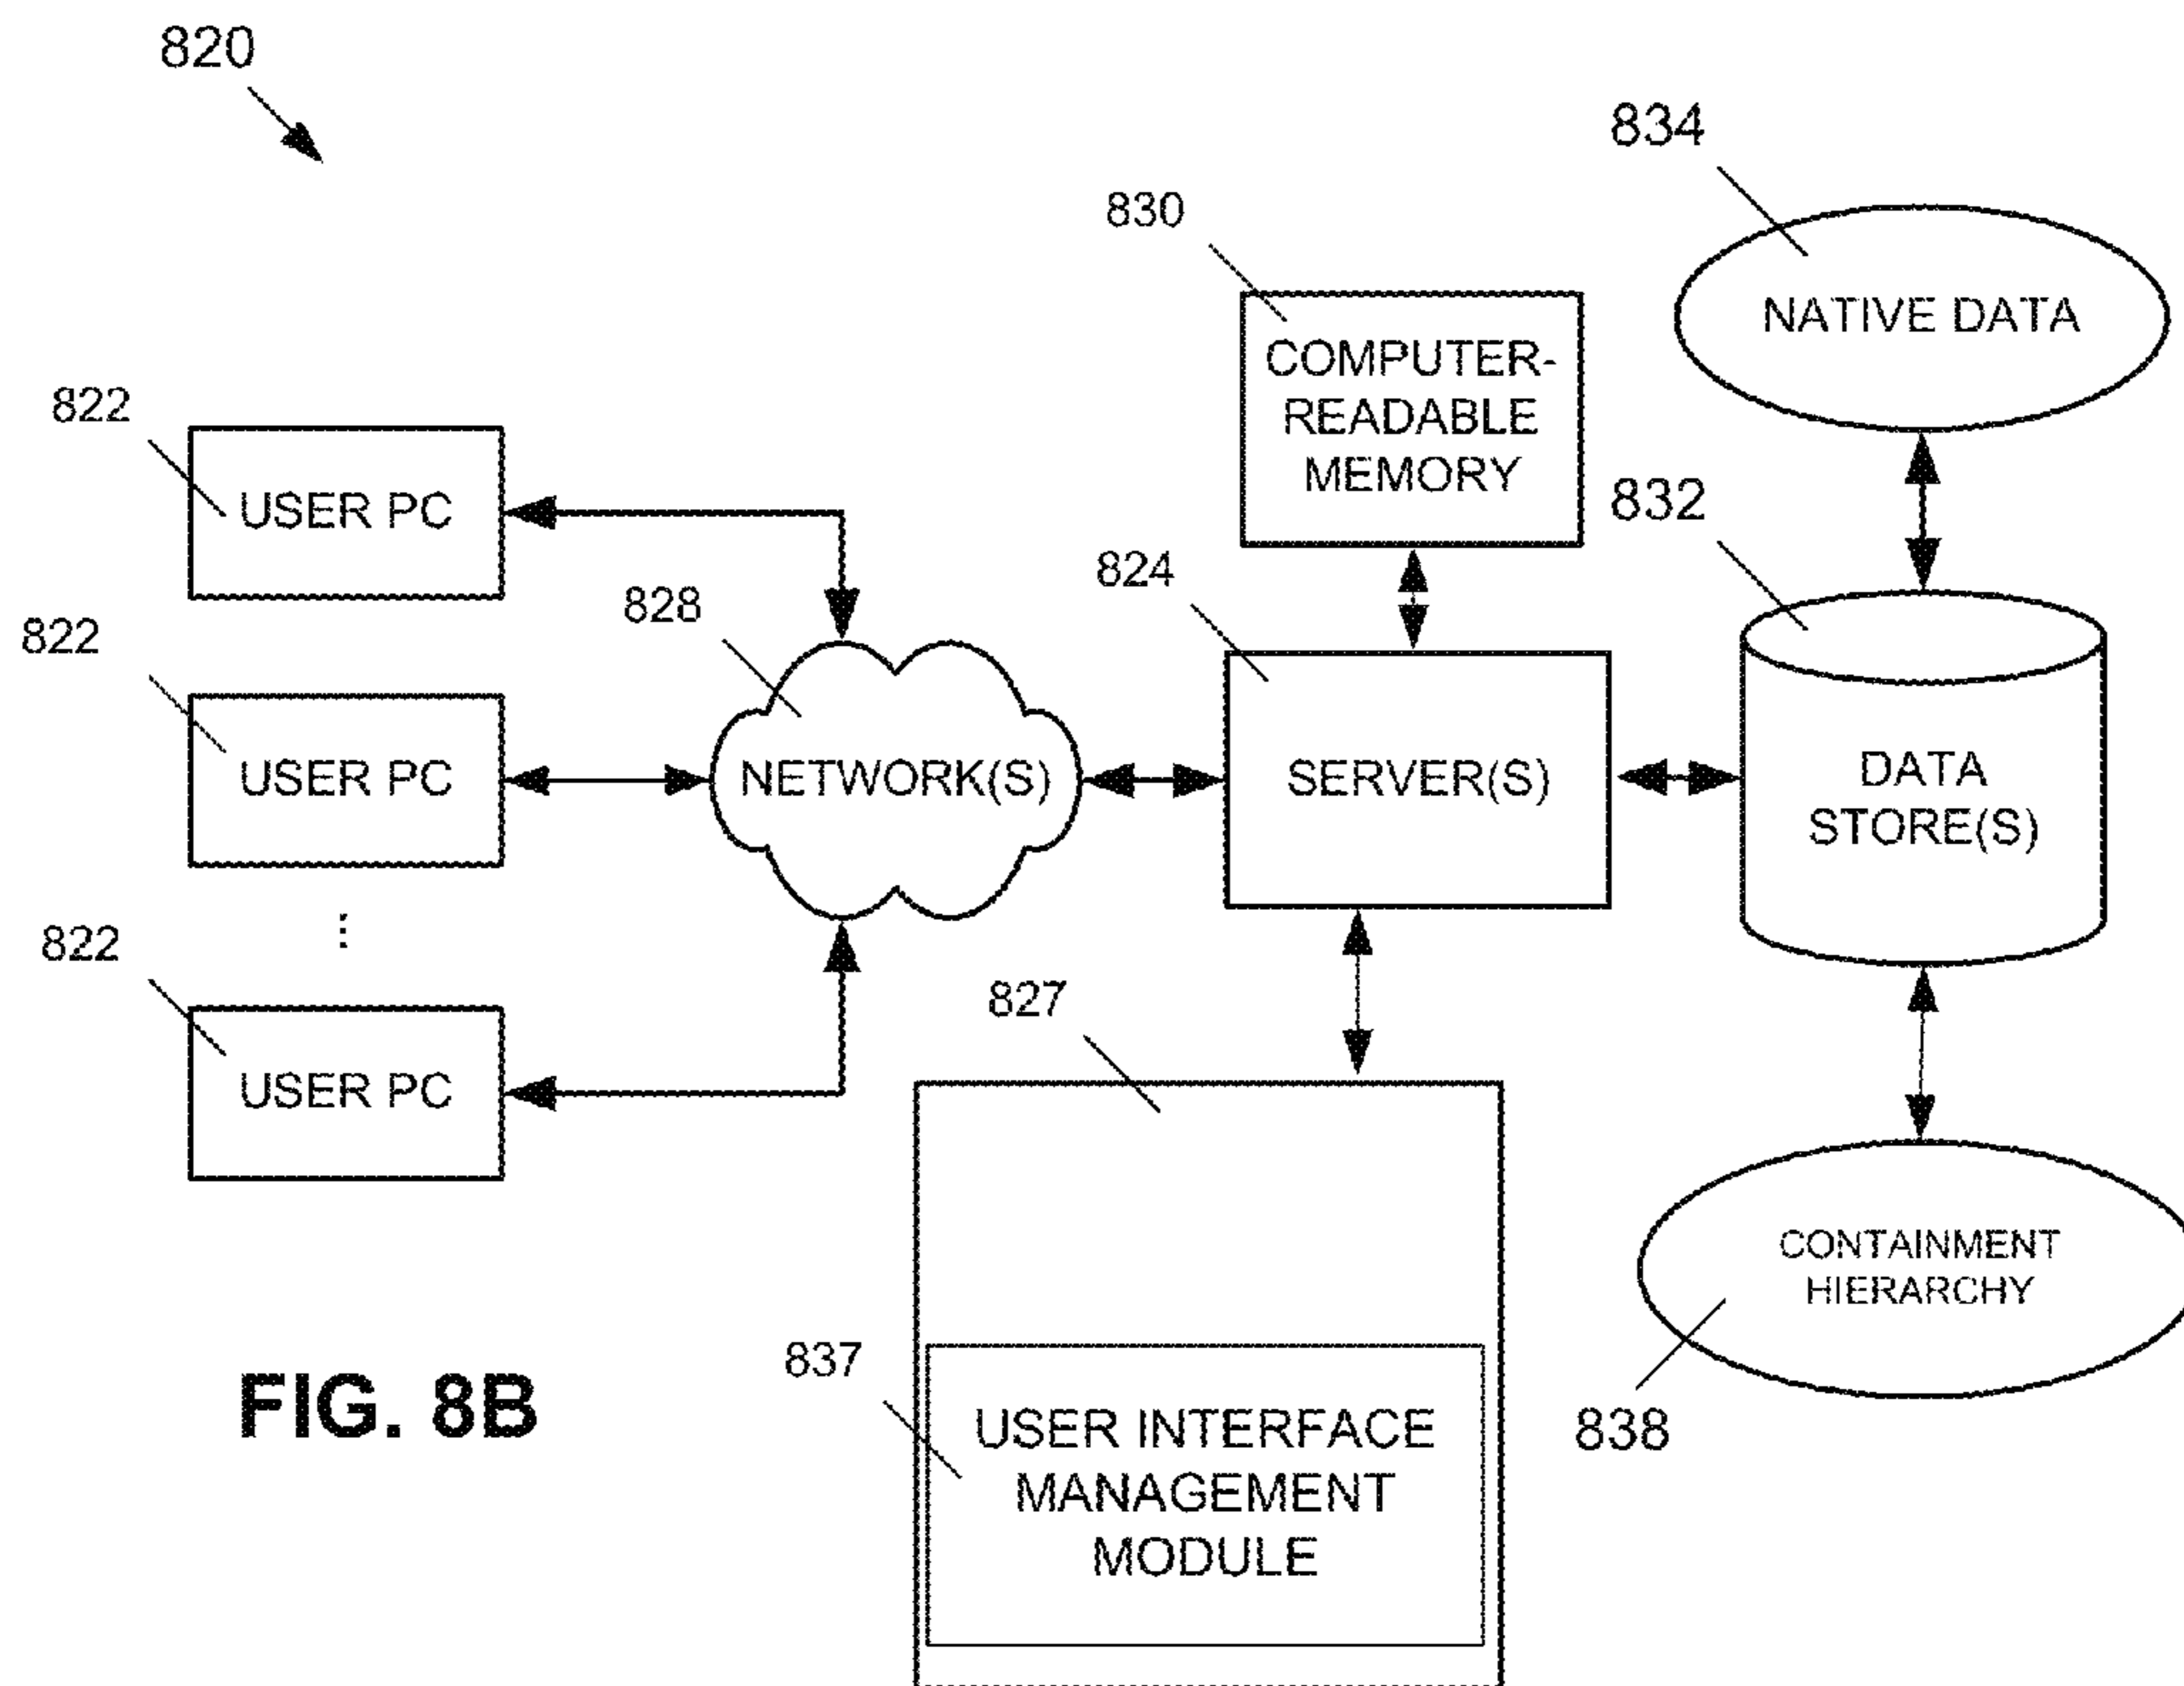 820
834
830
NATIVE DATA
COMPUTER-
READABLE
MEMORY
822
USER PC
832
824
828
822
USER PC
NETWORK(S)
SERVER(S)
DATA
STORE(S)
⋮
822
827
USER PC
CONTAINMENT
HIERARCHY
837
838
FIG. 8B
USER INTERFACE
MANAGEMENT
MODULE